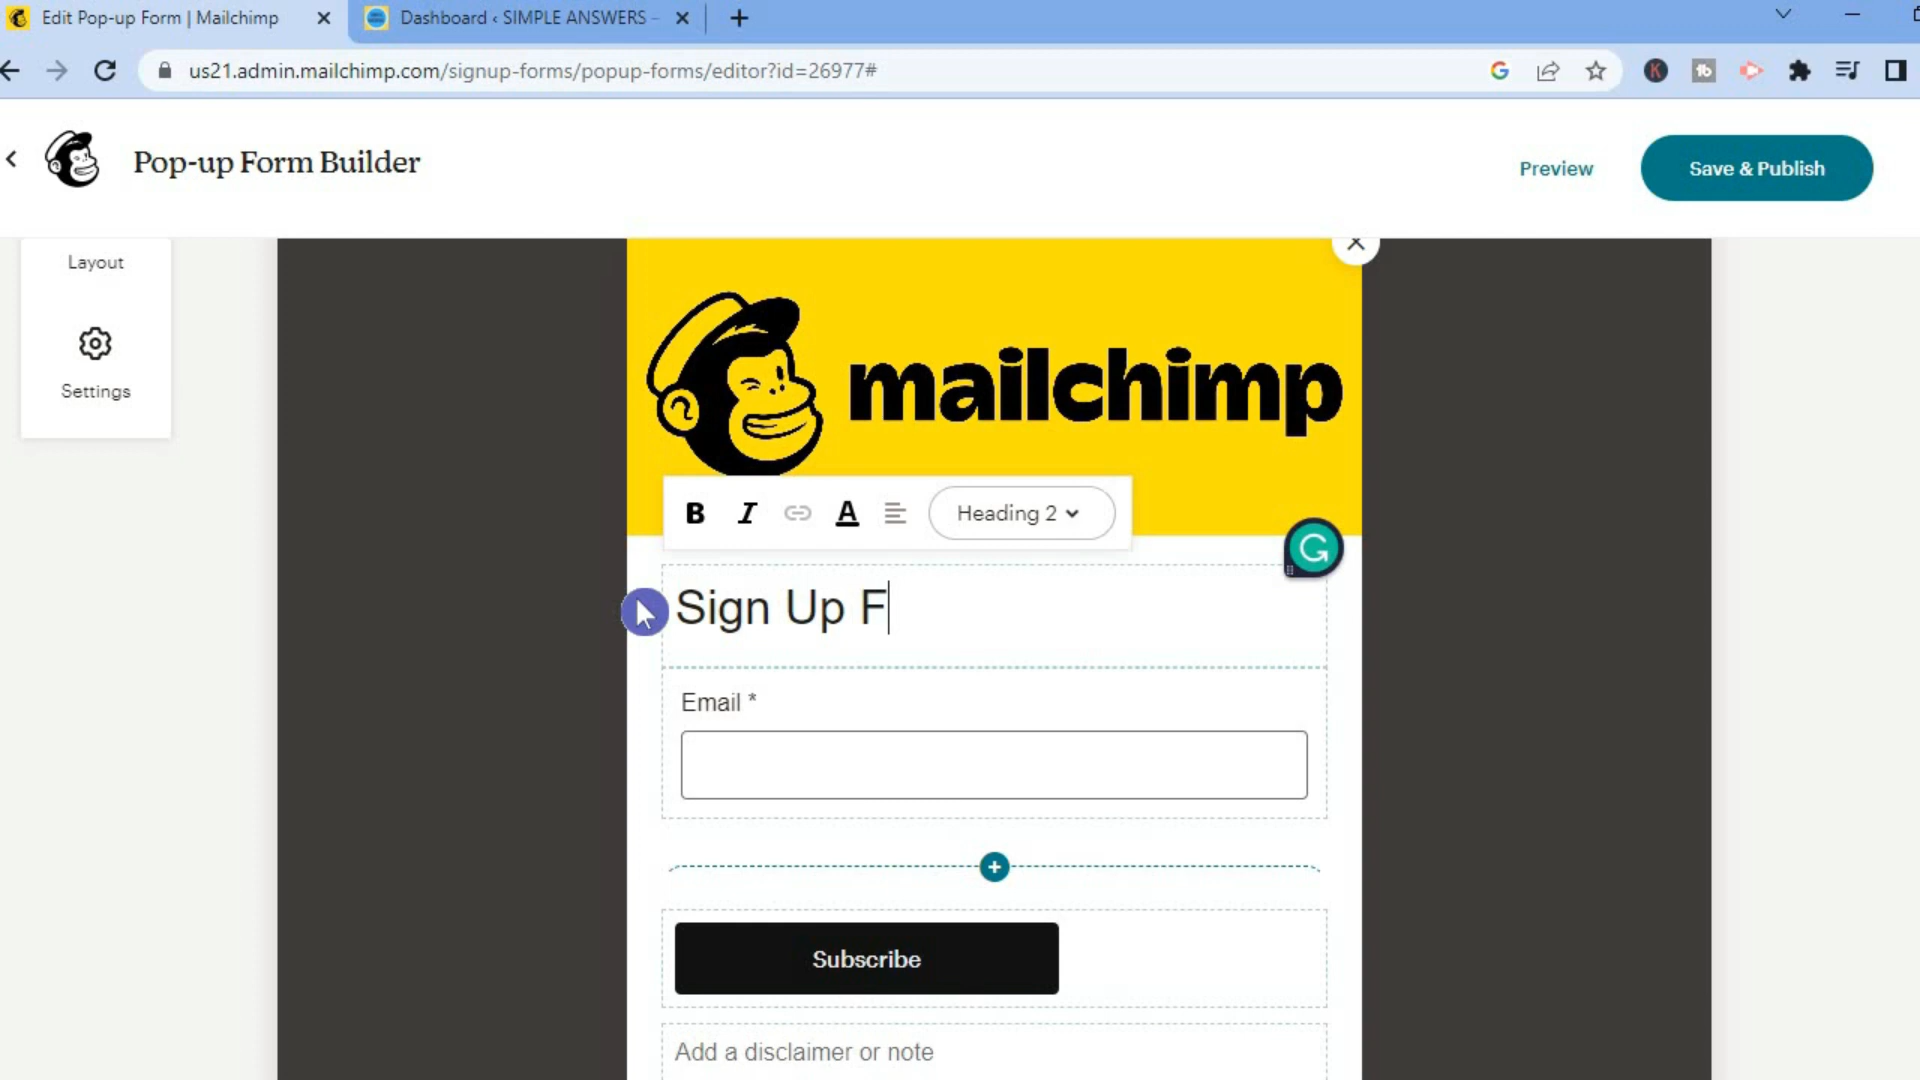 Edit Pop-up Form | Mailchimp
Dashboard ‹ SIMPLE ANSWERS –
us21.admin.mailchimp.com/signup-forms/popup-forms/editor?id=26977#
Pop-up Form Builder
Preview
Save & Publish
Layout
Settings
mailchimp
B I A Heading 2
Sign Up F
Email *
Subscribe
Add a disclaimer or note